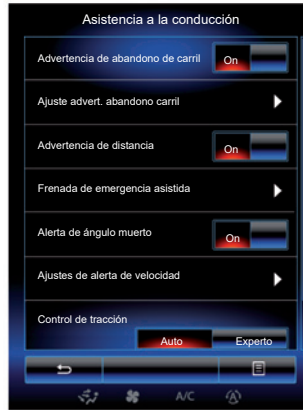 Asistencia a la conducción
Advertencia de abandono de carril On
Ajuste advert. abandono carril
Advertencia de distancia On
Frenada de emergencia asistida
Alerta de ángulo muerto On
Ajustes de alerta de velocidad
Control de tracción
Auto Experto
A/C
A